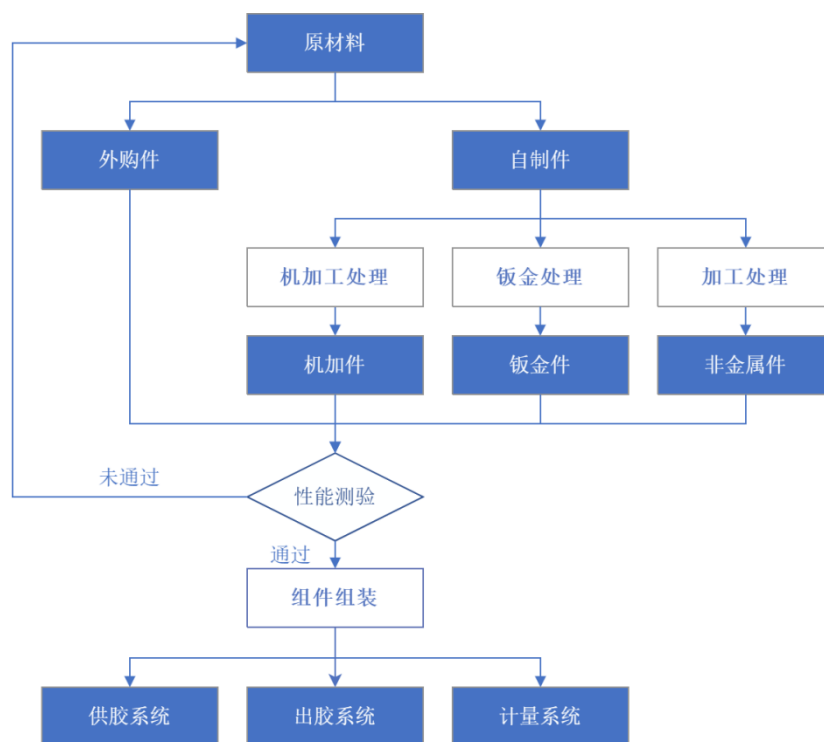 原材料
外购件
自制件
机加工处理
钣金处理
加工处理
机加件
钣金件
非金属件
未通过
性能测验
通过
组件组装
供胶系统
出胶系统
计量系统